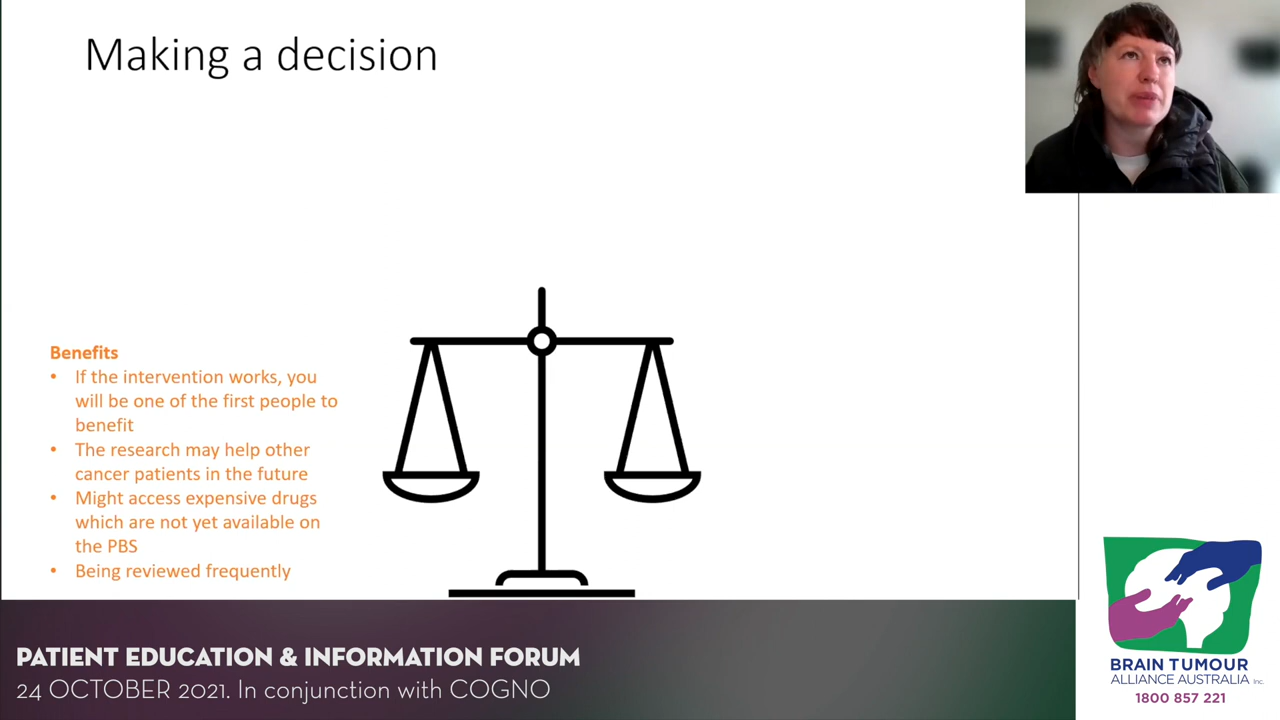 Making a decision
Benefits
• If the intervention works, you
will be one of the first people to
benefit
• The research may help other
cancer patients in the future
• Might access expensive drugs
which are not yet available on
the PBS
• Being reviewed frequently
PATIENT EDUCATION & INFORMATION FORUM
24 OCTOBER 2021. In conjunction with COGNO
BRAIN TUMOUR
ALLIANCE AUSTRALIA Inc.
1800 857 221